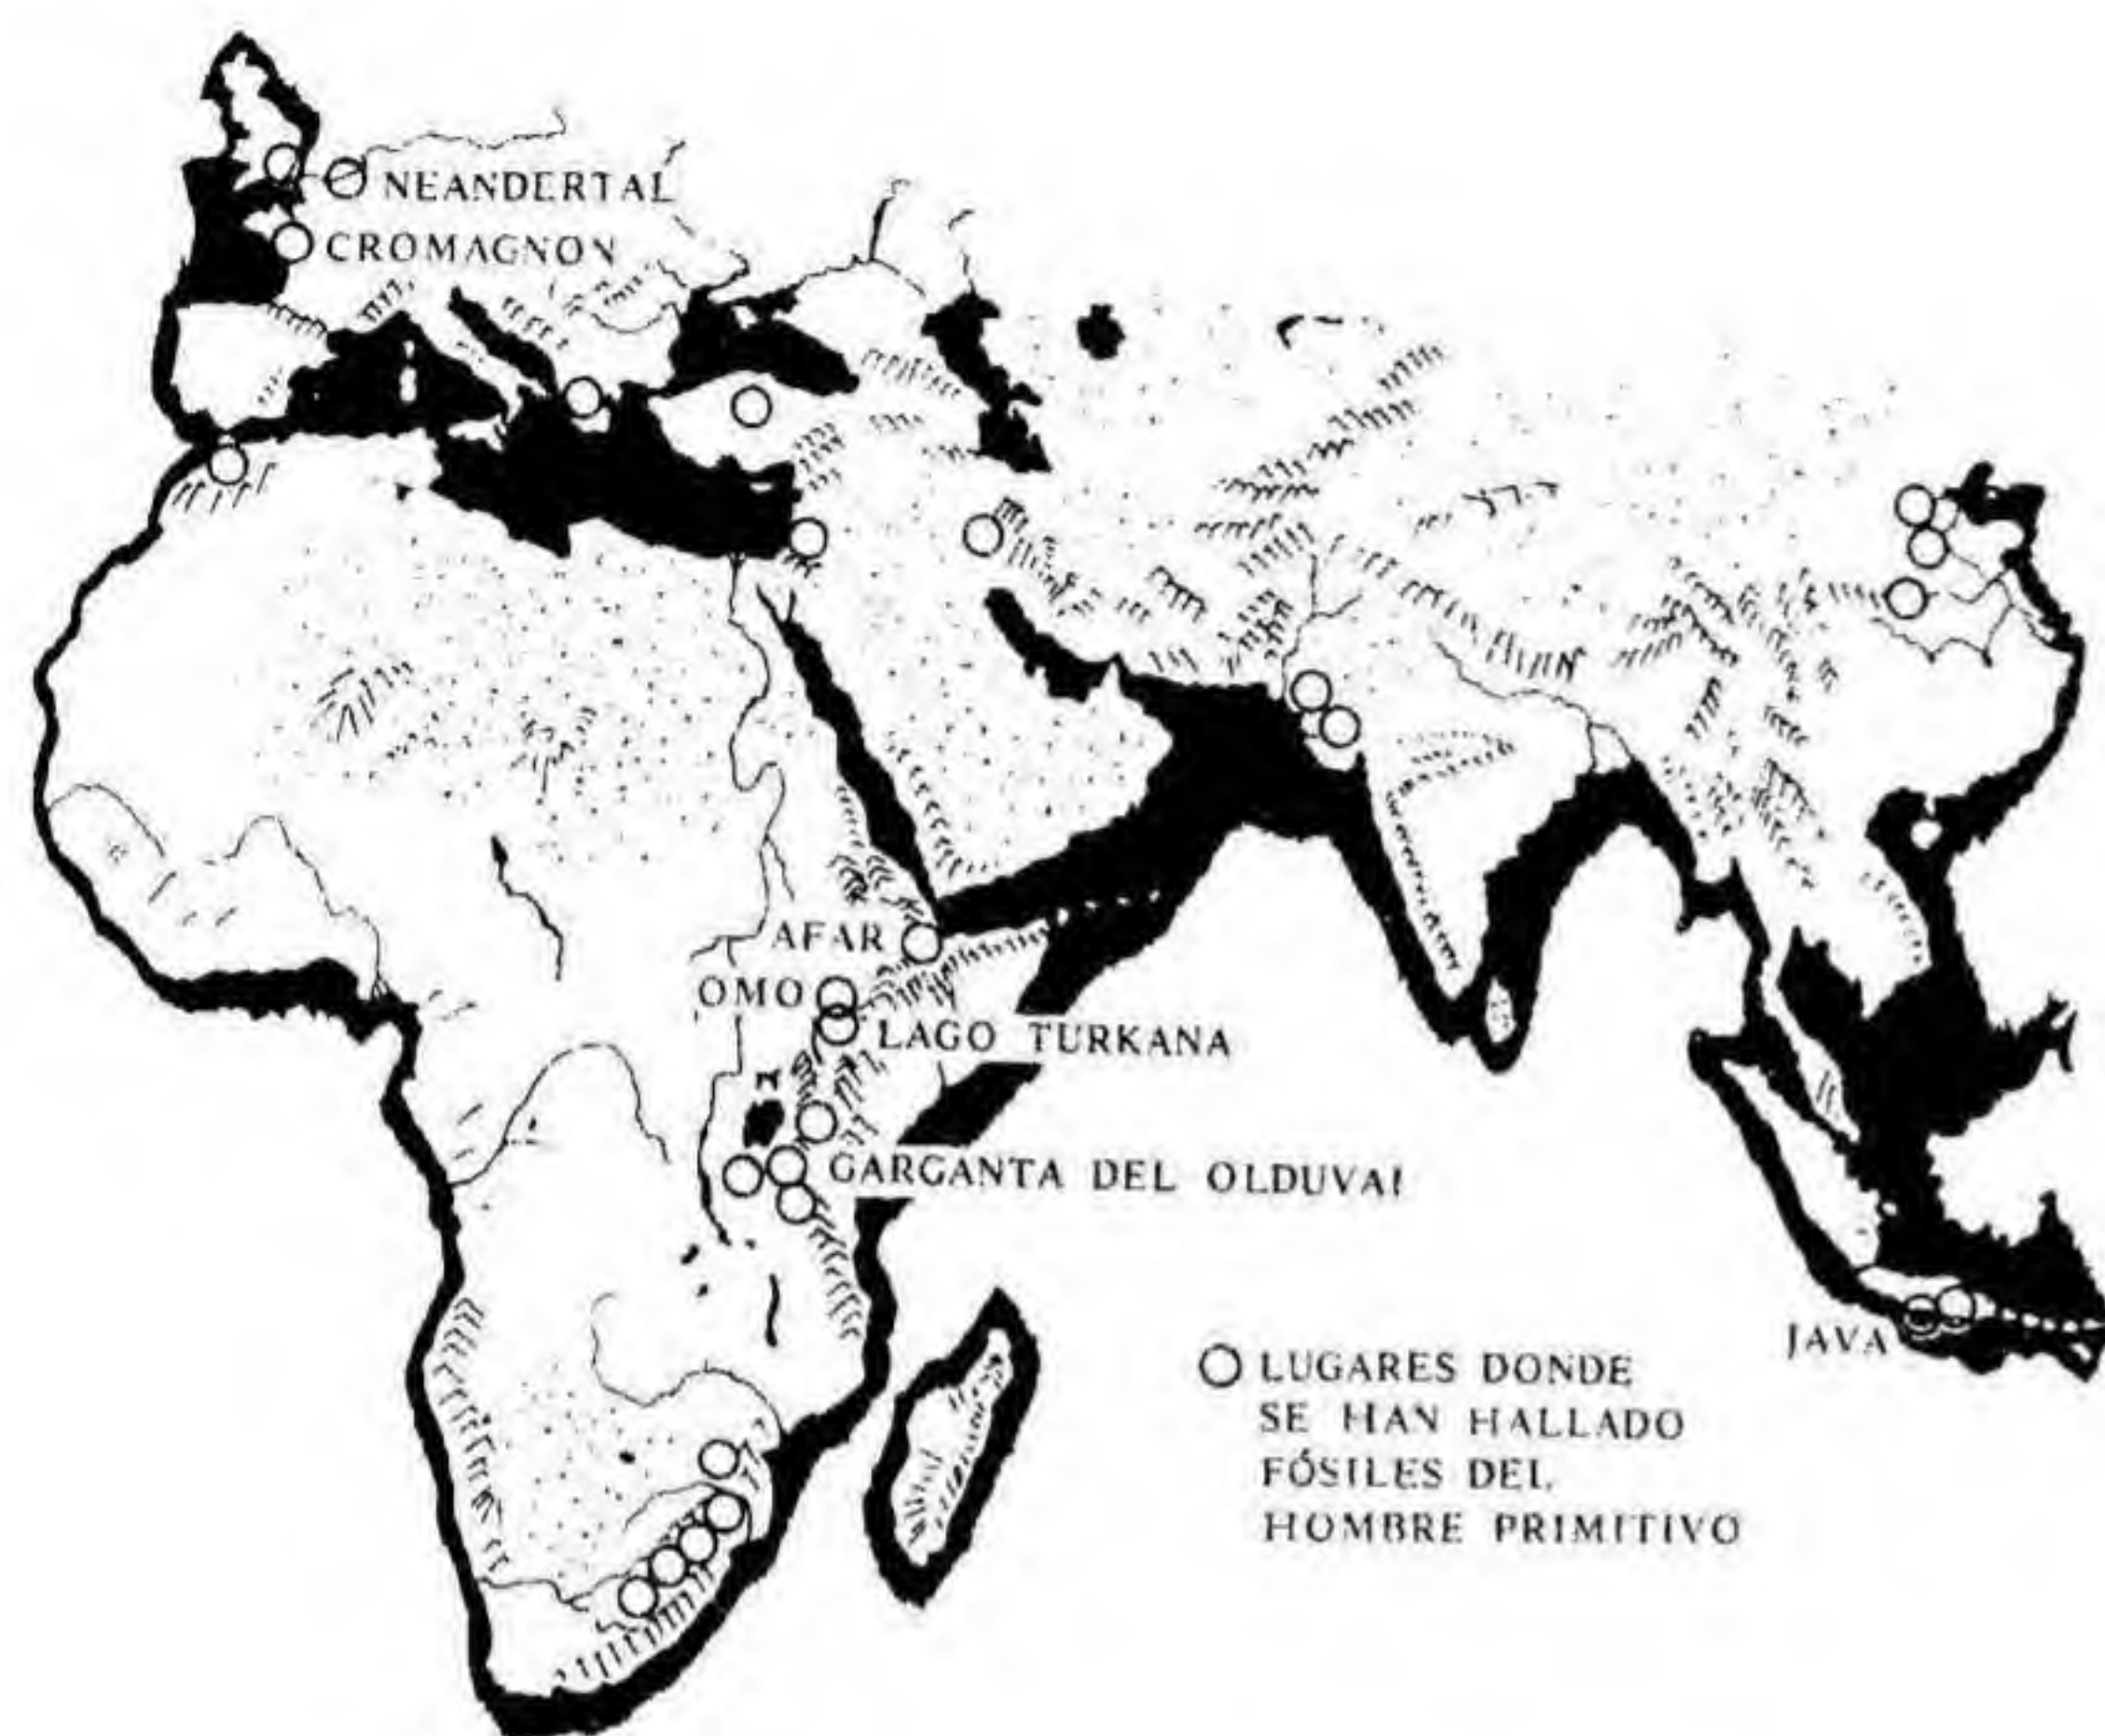 NEANDERTAL
CROMAGNON
AFAR
OMO
LAGO TURKANA
GARGANTA DEL OLDUVAI
JAVA
LUGARES DONDE
SE HAN HALLADO
FÓSILES DEL
HOMBRE PRIMITIVO